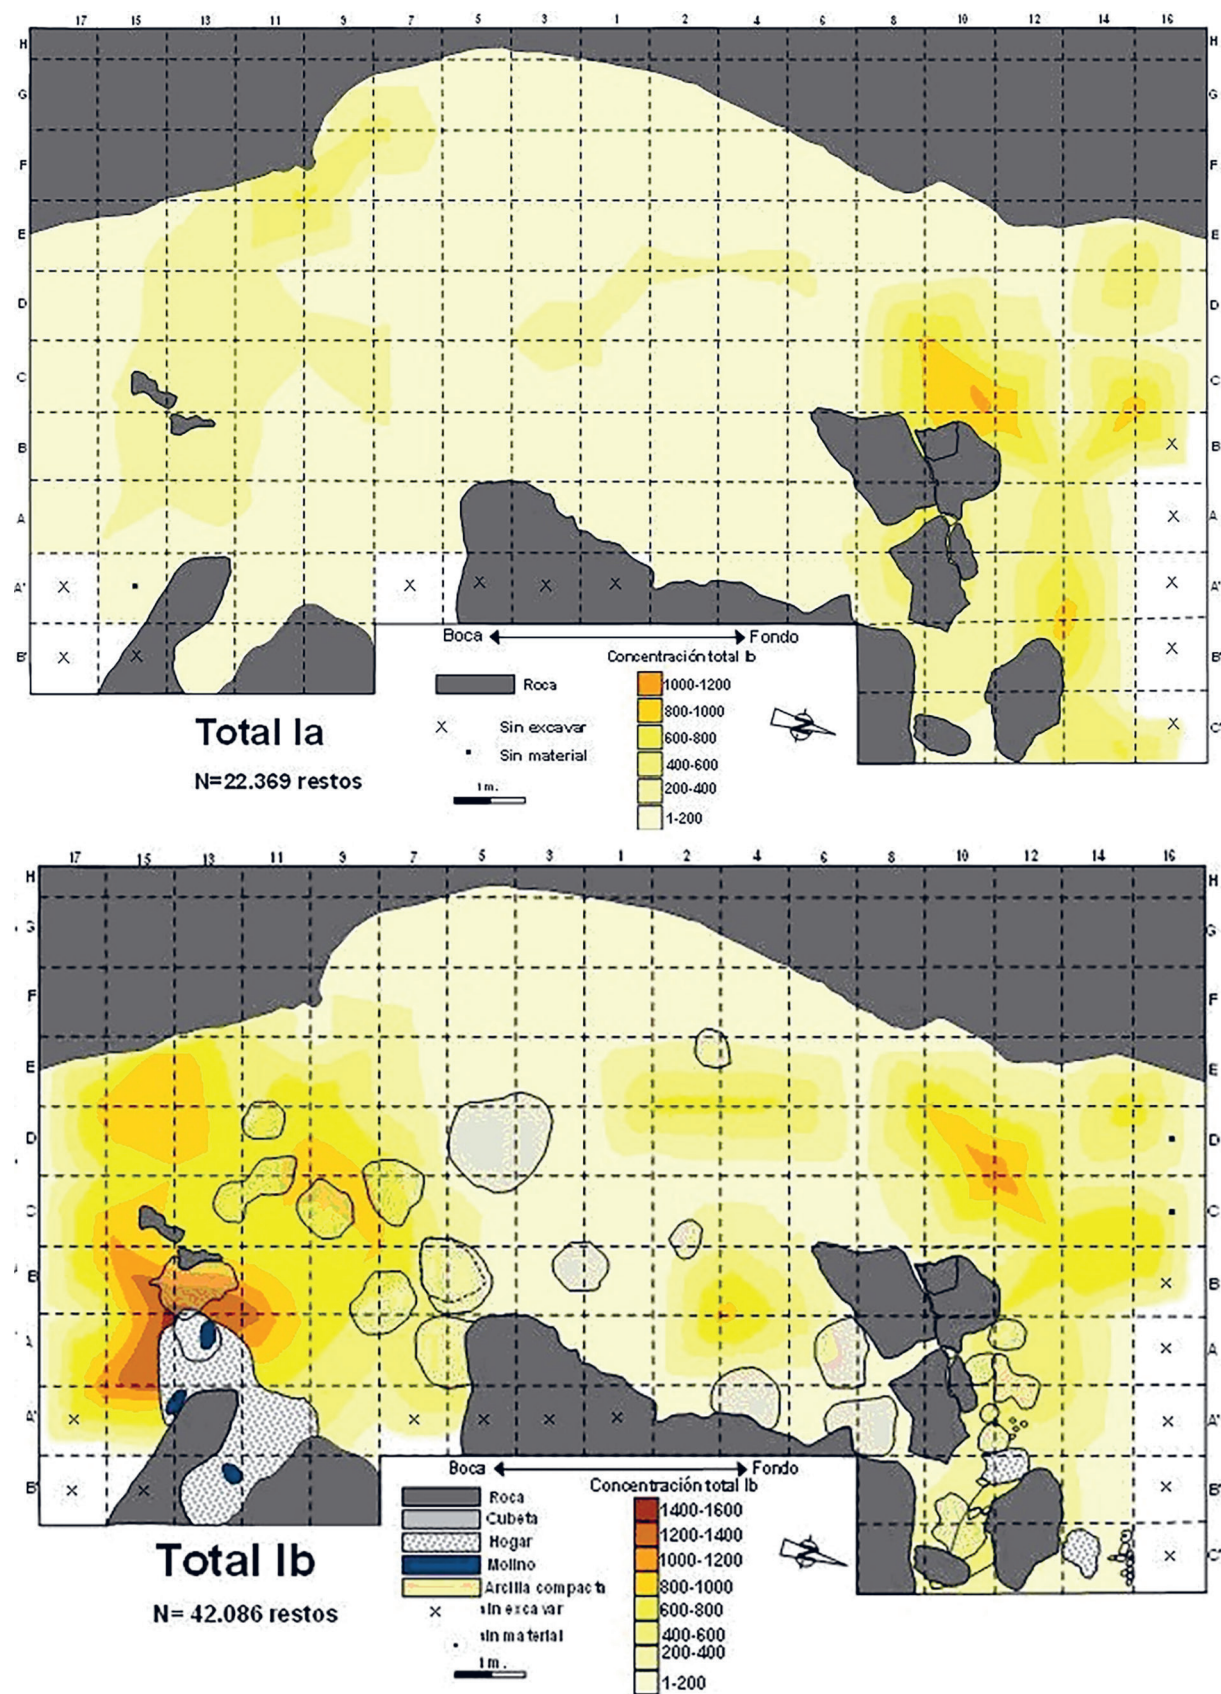 17 15 13 11 9 7 5 3 1 2 4 6 8 10 12 14 16
H H
G G
F F
E E
D D
C C
B B
A A
A' A'
B' B'
C'
Boca Fondo
Concentración total Ib
Roca
1000-1200
800-1000
Sin excavar
600-800
Sin material
400-600
200-400
1-200
Total Ia
N=22.369 restos
1 m.
17 15 13 11 9 7 5 3 1 2 4 6 8 10 12 14 16
H H
G G
F F
E E
D D
C C
B B
A A
A' A'
B' B'
C'
Boca Fondo
Concentración total Ib
Roca
1400-1600
Cubeta
1200-1400
Hogar
1000-1200
Molino
800-1000
Arcilla compacta
600-800
sin excavar
400-600
sin material
200-400
1 m.
1-200
Total Ib
N= 42.086 restos